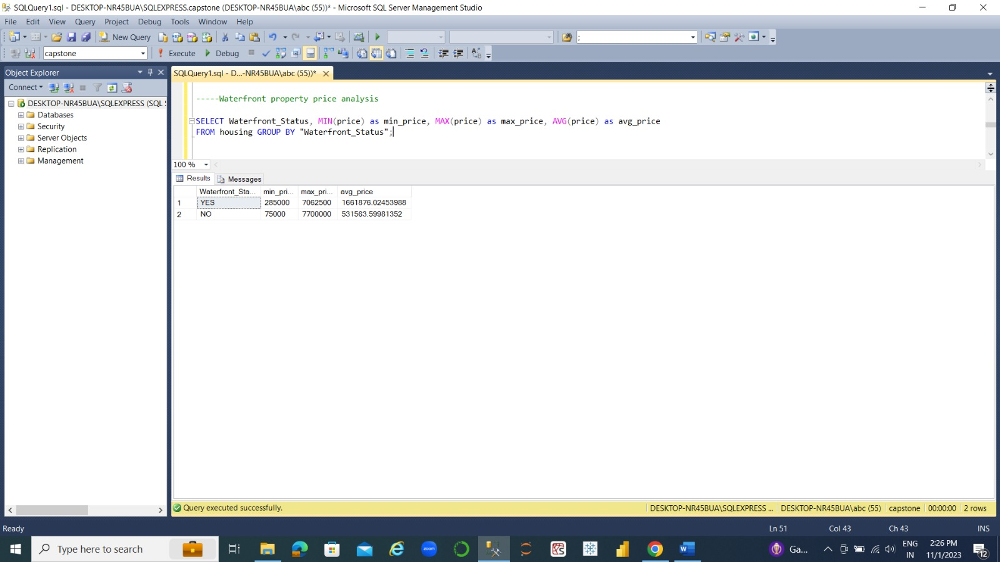 SQLQuery1.sql - DESKTOP-NR45BUA\SQLEXPRESS.capstone (DESKTOP-NR45BUA\abc (55))* - Microsoft SQL Server Management Studio
File Edit View Query Project Debug Tools Window Help
New Query ;
capstone Execute Debug
Object Explorer
SQLQuery1.sql - D...-NR45BUA\abc (55))*
Connect
DESKTOP-NR45BUA\SQLEXPRESS (SQL S
Databases
Security
Server Objects
Replication
Management
-----Waterfront property price analysis
SELECT Waterfront_Status, MIN(price) as min_price, MAX(price) as max_price, AVG(price) as avg_price
FROM housing GROUP BY "Waterfront_Status";
100 %
Results Messages
Waterfront_Sta... min_pri... max_pri... avg_price
1 YES 285000 7062500 1661876.02453988
2 NO 75000 7700000 531563.59981352
Query executed successfully. DESKTOP-NR45BUA\SQLEXPRESS ... DESKTOP-NR45BUA\abc (55) capstone 00:00:00 2 rows
Ready Ln 51 Col 43 Ch 43 INS
Type here to search zoom Ga... ENG IN 2:26 PM 11/1/2023 12